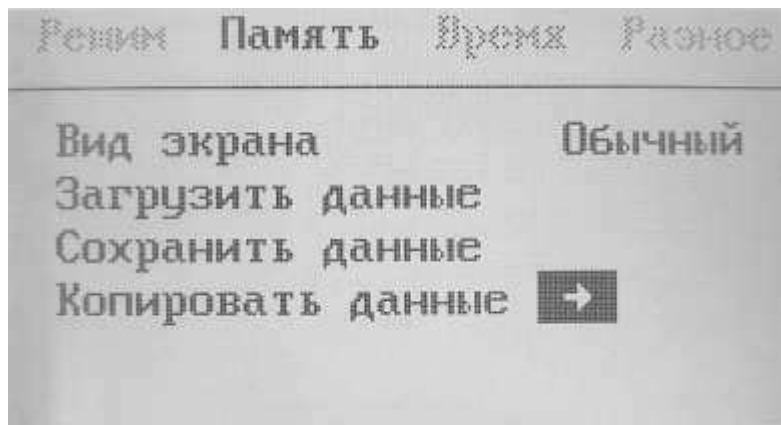 Режим Память Время Разное
Вид экрана Обычный
Загрузить данные
Сохранить данные
Копировать данные →